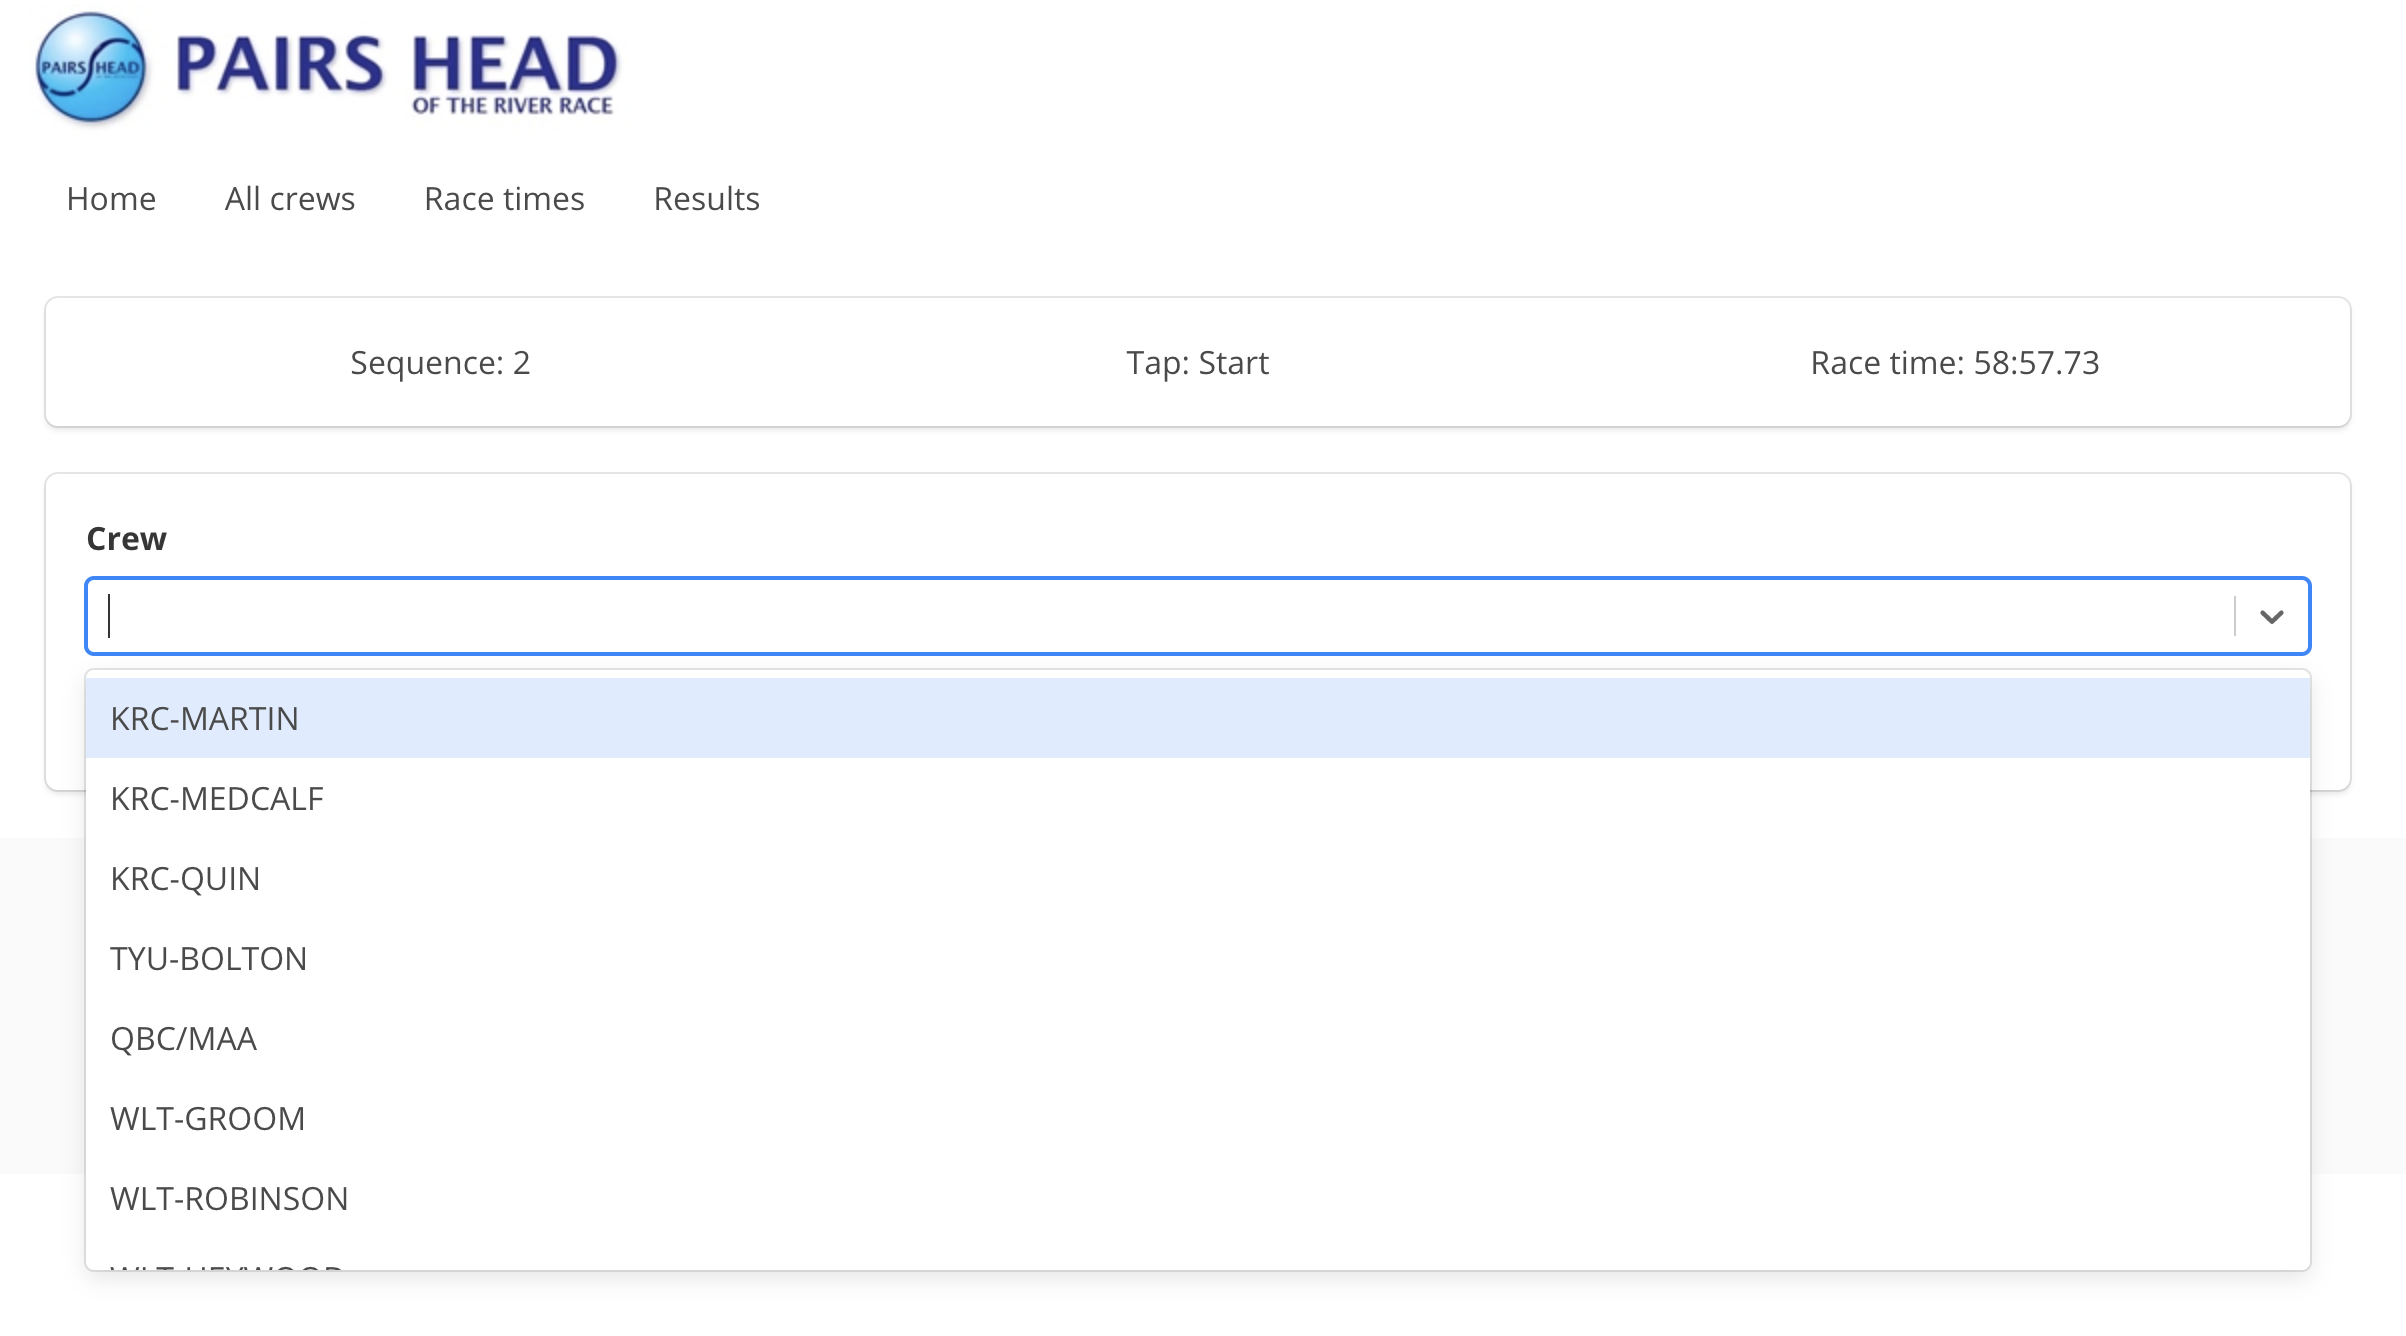 PAIRS HEAD
PAIRS HEAD
OF THE RIVER RACE
Home All crews Race times Results
Sequence: 2 Tap: Start Race time: 58:57.73
Crew
KRC-MARTIN
KRC-MEDCALF
KRC-QUIN
TYU-BOLTON
QBC/MAA
WLT-GROOM
WLT-ROBINSON
WLT-HEYWOOD